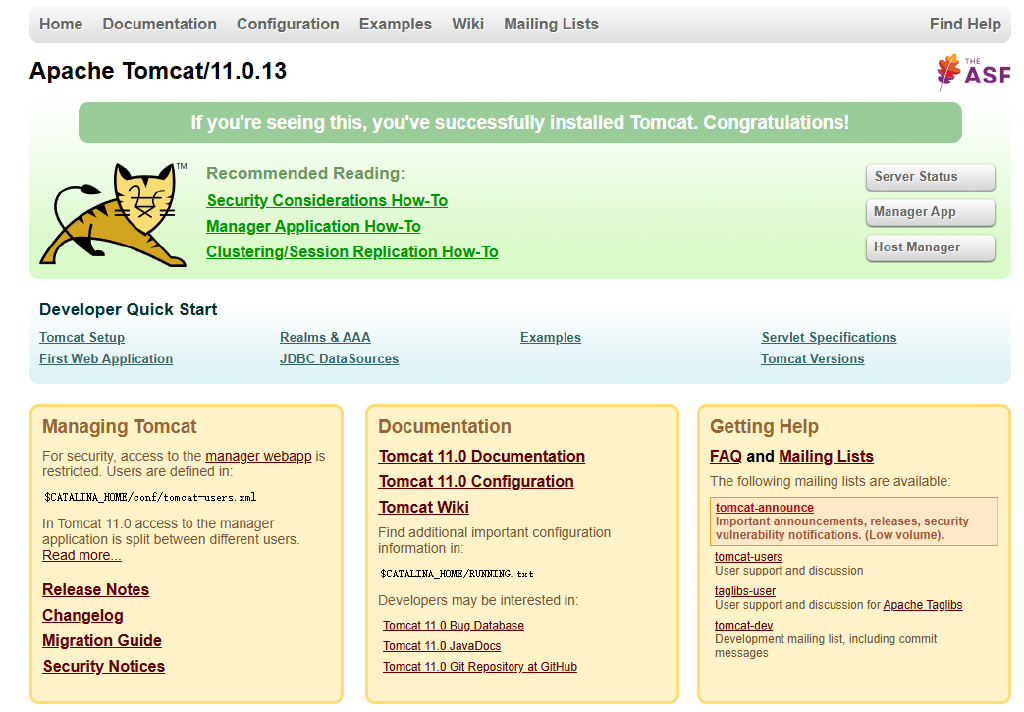 Home Documentation Configuration Examples Wiki Mailing Lists Find Help
Apache Tomcat/11.0.13
THE
ASF
If you're seeing this, you've successfully installed Tomcat. Congratulations!
TM
Recommended Reading:
Security Considerations How-To
Manager Application How-To
Clustering/Session Replication How-To
Server Status
Manager App
Host Manager
Developer Quick Start
Tomcat Setup
First Web Application
Realms & AAA
JDBC DataSources
Examples
Servlet Specifications
Tomcat Versions
Managing Tomcat
For security, access to the manager webapp is
restricted. Users are defined in:
$CATALINA_HOME/conf/tomcat-users.xml
In Tomcat 11.0 access to the manager
application is split between different users.
Read more...
Release Notes
Changelog
Migration Guide
Security Notices
Documentation
Tomcat 11.0 Documentation
Tomcat 11.0 Configuration
Tomcat Wiki
Find additional important configuration
information in:
$CATALINA_HOME/RUNNING.txt
Developers may be interested in:
Tomcat 11.0 Bug Database
Tomcat 11.0 JavaDocs
Tomcat 11.0 Git Repository at GitHub
Getting Help
FAQ and Mailing Lists
The following mailing lists are available:
tomcat-announce
Important announcements, releases, security
vulnerability notifications. (Low volume).
tomcat-users
User support and discussion
taglibs-user
User support and discussion for Apache Taglibs
tomcat-dev
Development mailing list, including commit
messages